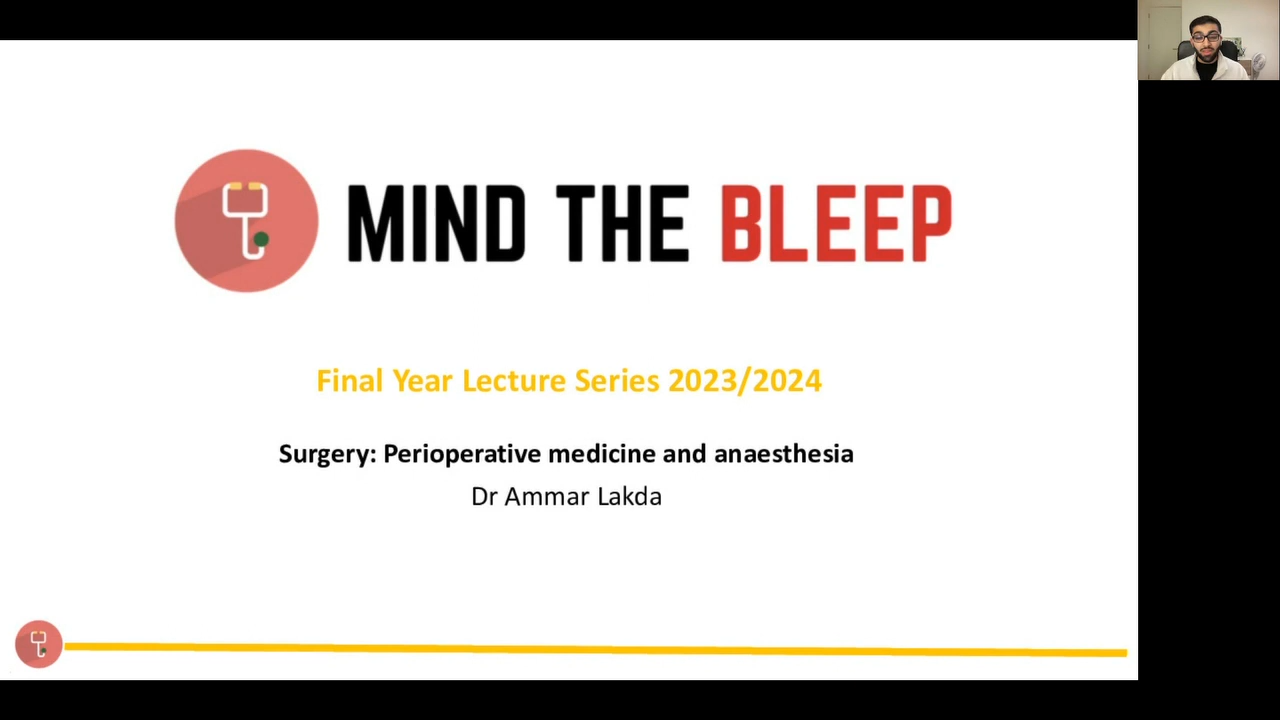 MIND THE BLEEP
Final Year Lecture Series 2023/2024
Surgery: Perioperative medicine and anaesthesia
Dr Ammar Lakda